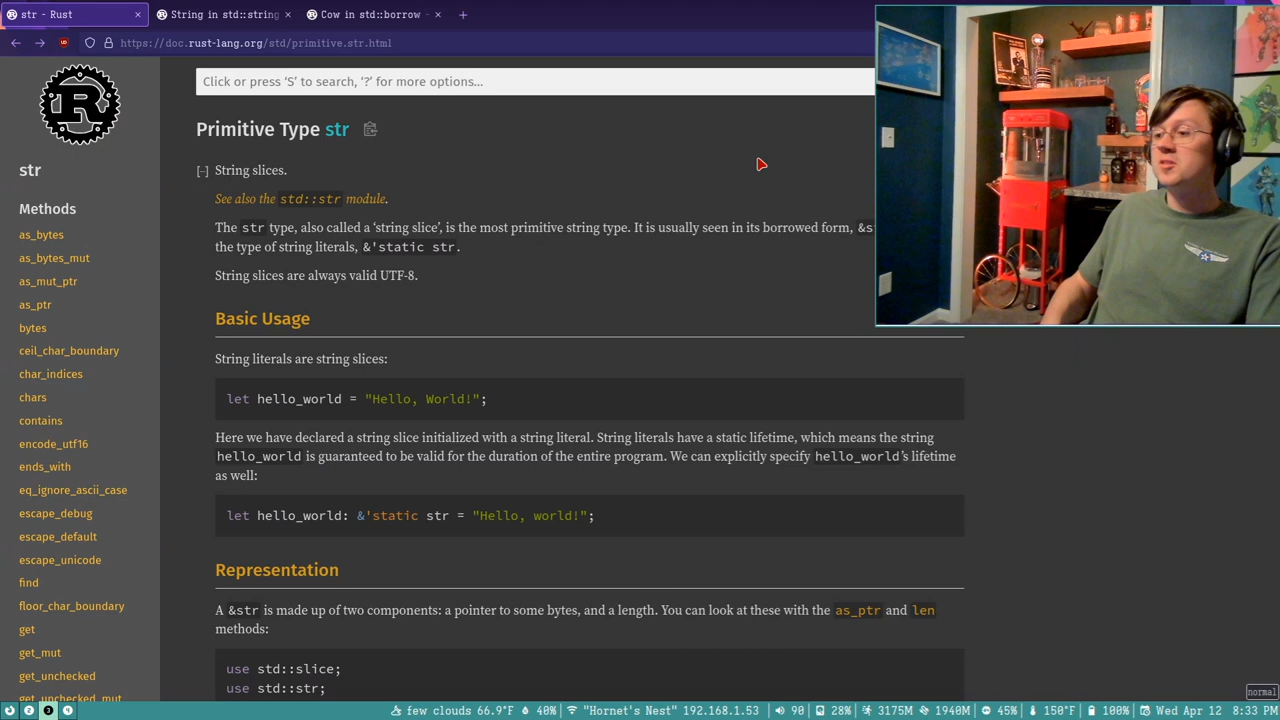 str - Rust
String in std::string
Cow in std::borrow -
https://doc.rust-lang.org/std/primitive.str.html
Click or press ‘S’ to search, ‘?’ for more options…
str
Methods
as_bytes
as_bytes_mut
as_mut_ptr
as_ptr
bytes
ceil_char_boundary
char_indices
chars
contains
encode_utf16
ends_with
eq_ignore_ascii_case
escape_debug
escape_default
escape_unicode
find
floor_char_boundary
get
get_mut
get_unchecked
get_unchecked_mut
Primitive Type str
[−] String slices.
See also the std::str module.
The str type, also called a ‘string slice’, is the most primitive string type. It is usually seen in its borrowed form, &s
the type of string literals, &'static str.
String slices are always valid UTF-8.
Basic Usage
String literals are string slices:
let hello_world = "Hello, World!";
Here we have declared a string slice initialized with a string literal. String literals have a static lifetime, which means the string
hello_world is guaranteed to be valid for the duration of the entire program. We can explicitly specify hello_world’s lifetime
as well:
let hello_world: &'static str = "Hello, world!";
Representation
A &str is made up of two components: a pointer to some bytes, and a length. You can look at these with the as_ptr and len
methods:
use std::slice;
use std::str;
normal
2 3 4
few clouds 66.9°F 40% "Hornet's Nest" 192.168.1.53 90 28% 3175M 1940M 45% 150°F 100% Wed Apr 12 8:33 PM